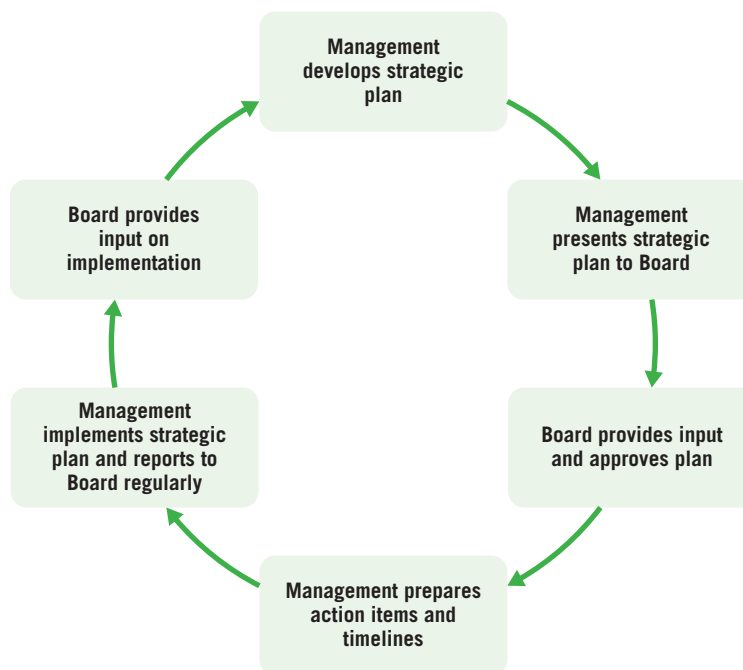 Management
develops strategic
plan
Management
presents strategic
plan to Board
Board provides input
and approves plan
Management prepares
action items and
timelines
Management
implements strategic
plan and reports to
Board regularly
Board provides
input on
implementation